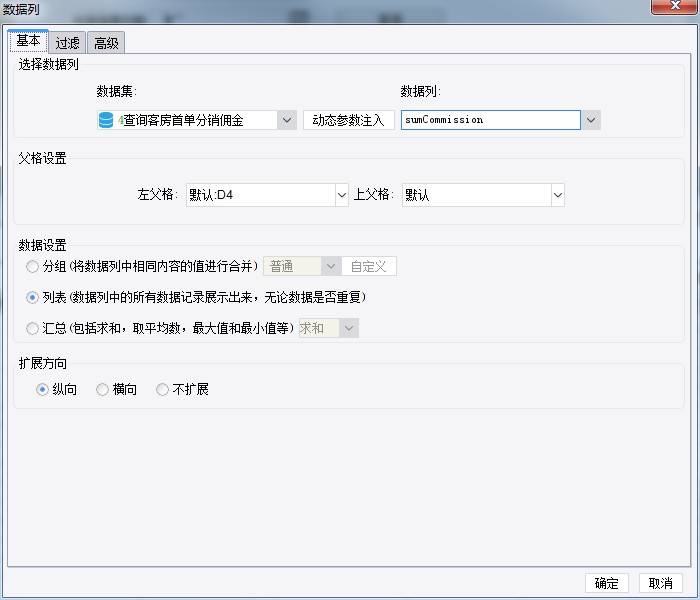 数据列
基本 过滤 高级
选择数据列
数据集: 数据列:
4查询客房首单分销佣金 动态参数注入 sumCommission
父格设置
左父格: 默认:D4 上父格: 默认
数据设置
分组(将数据列中相同内容的值进行合并) 普通 自定义
列表(数据列中的所有数据记录展示出来，无论数据是否重复)
汇总(包括求和，取平均数，最大值和最小值等) 求和
扩展方向
纵向 横向 不扩展
确定 取消